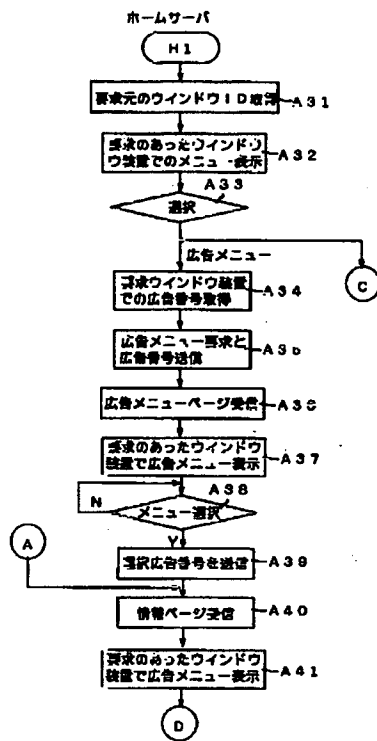 ホームサーバ
H1
要求元のウインドウID取得
A31
要求のあったウインド
ウ装置でのメニュー表示
A32
A33
選択
広告メニュー
C
要求ウインドウ装置
での広告番号取得
A34
広告メニュー要求と
広告番号送信
A35
広告メニューページ受信
A36
要求のあったウインドウ
装置で広告メニュー表示
A37
A38
N
メニュー選択
A
Y
選択広告番号を送信
A39
情報ページ受信
A40
要求のあったウインドウ
装置で広告メニュー表示
A41
D